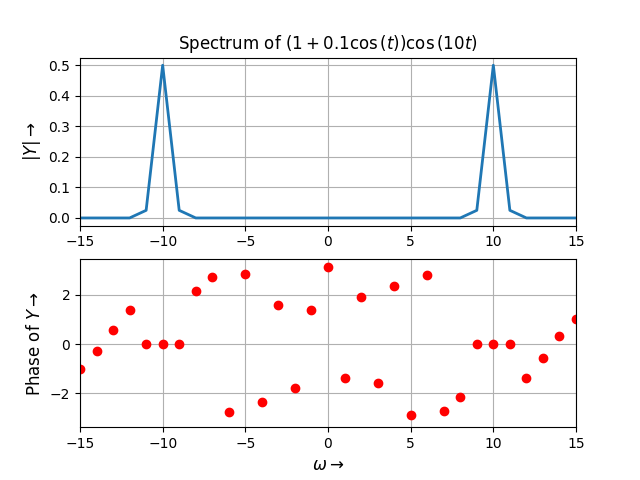 Spectrum of (1 + 0.1cos (t))cos (10t)
0.5
0.4
0.3
0.2
0.1
0.0
|Y| →
−15 −10 −5 0 5 10 15
2
0
−2
Phase of Y →
−15 −10 −5 0 5 10 15
ω →